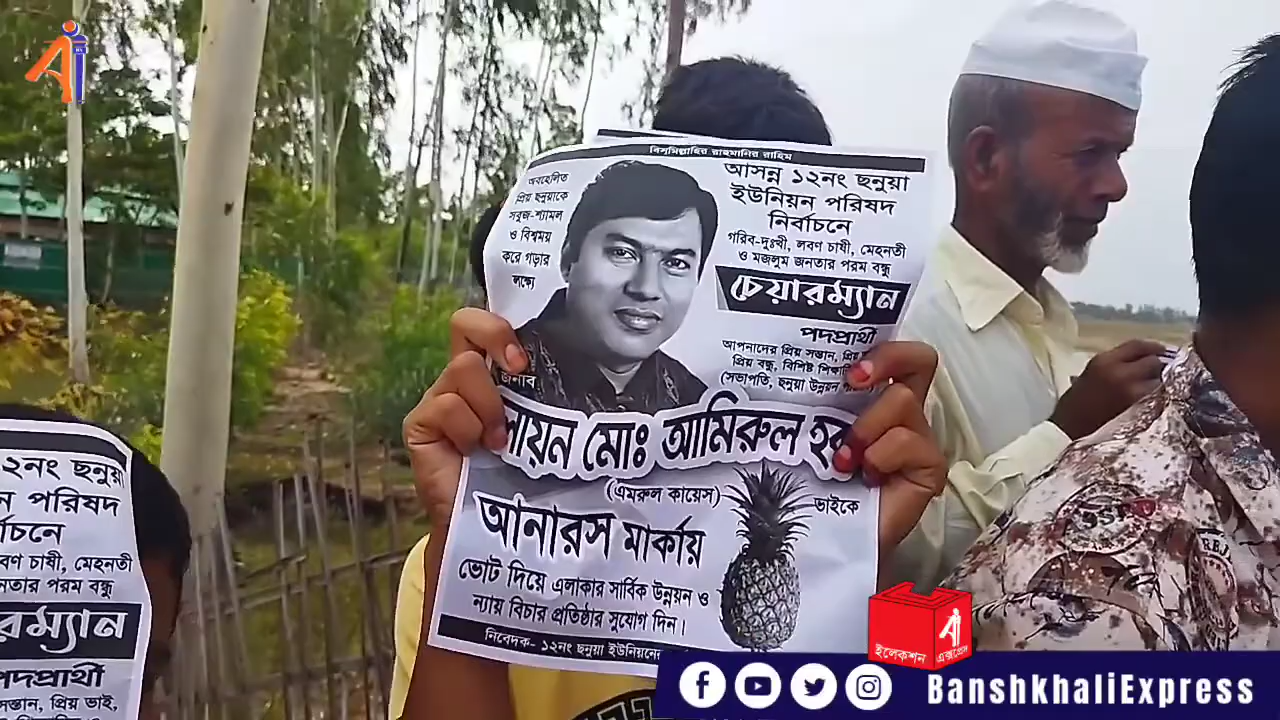 বিসমিল্লাহির রাহমানির রাহিম
অবহেলিত
প্রিয় ছনুয়াকে
সবুজ-শ্যামল
ও বিশ্বময়
করে গড়ার
লক্ষ্যে
আসন্ন ১২নং ছনুয়া
ইউনিয়ন পরিষদ
নির্বাচনে
গরিব-দুঃখী, লবণ চাষী, মেহনতী
ও মজলুম জনতার পরম বন্ধু
চেয়ারম্যান
পদপ্রার্থী
আপনাদের প্রিয় সন্তান, প্রিয়
প্রিয় বন্ধু, বিশিষ্ট
(সভাপতি, ছনুয়া উন্নয়ন
জনাব
লায়ন মোঃ আমিরুল হক
(এমরুল কায়েস)
ভাইকে
আনারস মার্কায়
ভোট দিয়ে এলাকার সার্বিক উন্নয়ন ও
ন্যায় বিচার প্রতিষ্ঠার সুযোগ দিন।
নিবেদক- ১২নং ছনুয়া ইউনিয়নের
২নং ছনুয়া
ন পরিষদ
র্বাচনে
বণ চাষী, মেহনতী
নতার পরম বন্ধু
রম্যান
পদপ্রার্থী
সন্তান, প্রিয় ভাই,
Ai
ইলেকশন এক্সপ্রেস
BanshkhaliExpress